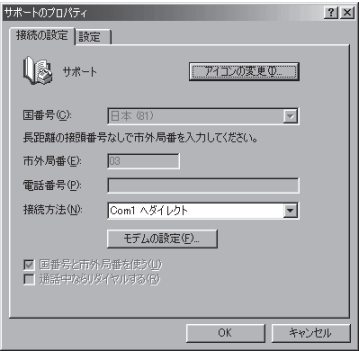 サポートのプロパティ
接続の設定 設定
サポート アイコンの変更(I)...
国番号(C): 日本 (81)
長距離の接頭番号なしで市外局番を入力してください。
市外局番(E): 03
電話番号(P):
接続方法(N): Com1 へダイレクト
モデムの設定(F)...
国番号と市外局番を使う(U)
通話中ならリダイヤルする(R)
OK キャンセル